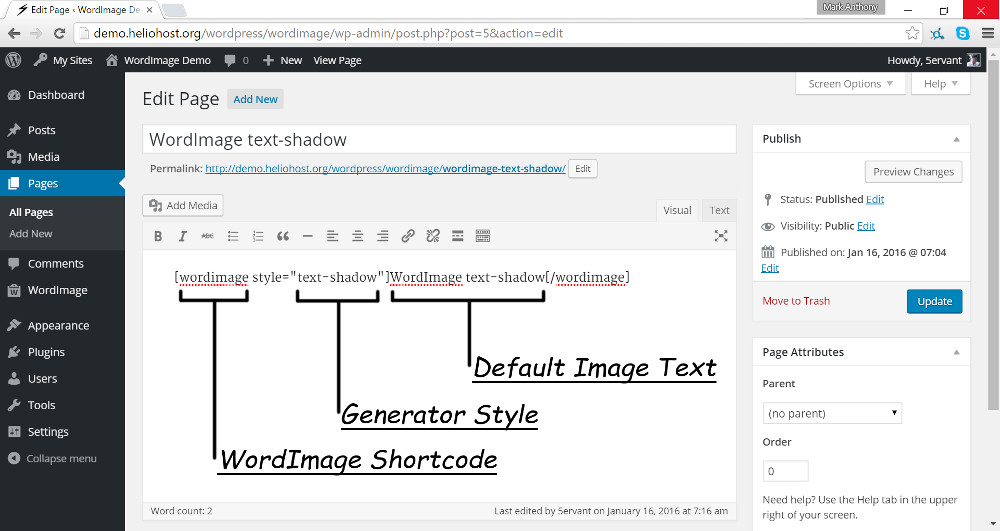 Edit Page ‹ WordImage De
Mark Anthony
demo.heliohost.org/wordpress/wordimage/wp-admin/post.php?post=5&action=edit
My Sites WordImage Demo 0 New View Page Howdy, 5ervant
Dashboard
Posts
Media
Pages
All Pages
Add New
Comments
WordImage
Appearance
Plugins
Users
Tools
Settings
Collapse menu
Screen Options Help
Edit Page Add New
WordImage text-shadow
Permalink: http://demo.heliohost.org/wordpress/wordimage/wordimage-text-shadow/ Edit
Add Media
Visual Text
B I ABC
[wordimage style="text-shadow"]WordImage text-shadow[/wordimage]
Default Image Text
Generator Style
WordImage Shortcode
Word count: 2 Last edited by 5ervant on January 16, 2016 at 7:16 am
Publish
Preview Changes
Status: Published Edit
Visibility: Public Edit
Published on: Jan 16, 2016 @ 07:04
Edit
Move to Trash Update
Page Attributes
Parent
(no parent)
Order
0
Need help? Use the Help tab in the upper
right of your screen.